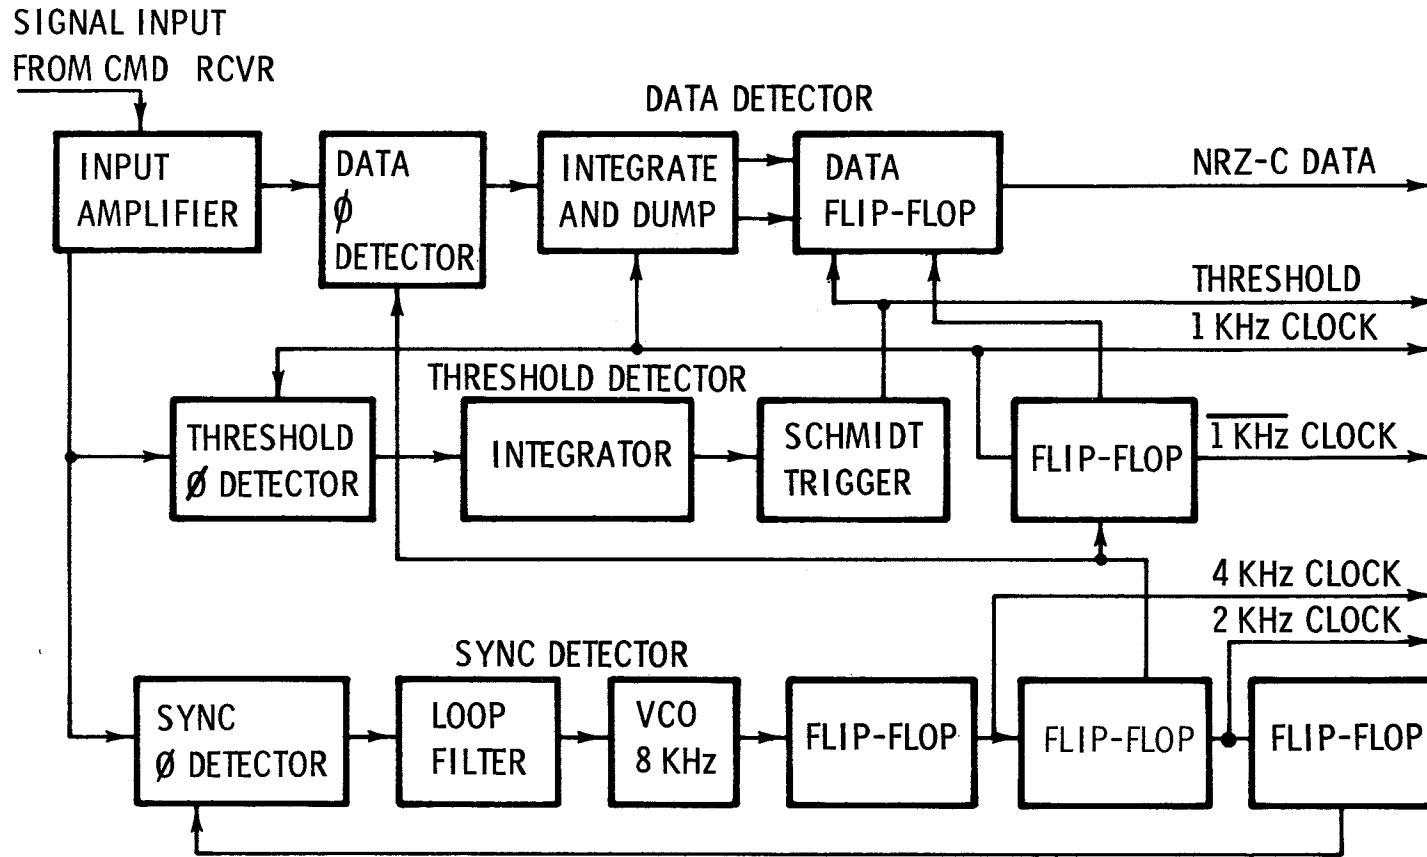 SIGNAL INPUT
FROM CMD RCVR
DATA DETECTOR
INPUT
AMPLIFIER
DATA
Ø
DETECTOR
INTEGRATE
AND DUMP
DATA
FLIP-FLOP
NRZ-C DATA
THRESHOLD
1 KHz CLOCK
THRESHOLD DETECTOR
THRESHOLD
Ø DETECTOR
INTEGRATOR
SCHMIDT
TRIGGER
FLIP-FLOP
1̅ ̅K̅H̅z̅ CLOCK
4 KHz CLOCK
2 KHz CLOCK
SYNC DETECTOR
SYNC
Ø DETECTOR
LOOP
FILTER
VCO
8 KHz
FLIP-FLOP
FLIP-FLOP
FLIP-FLOP